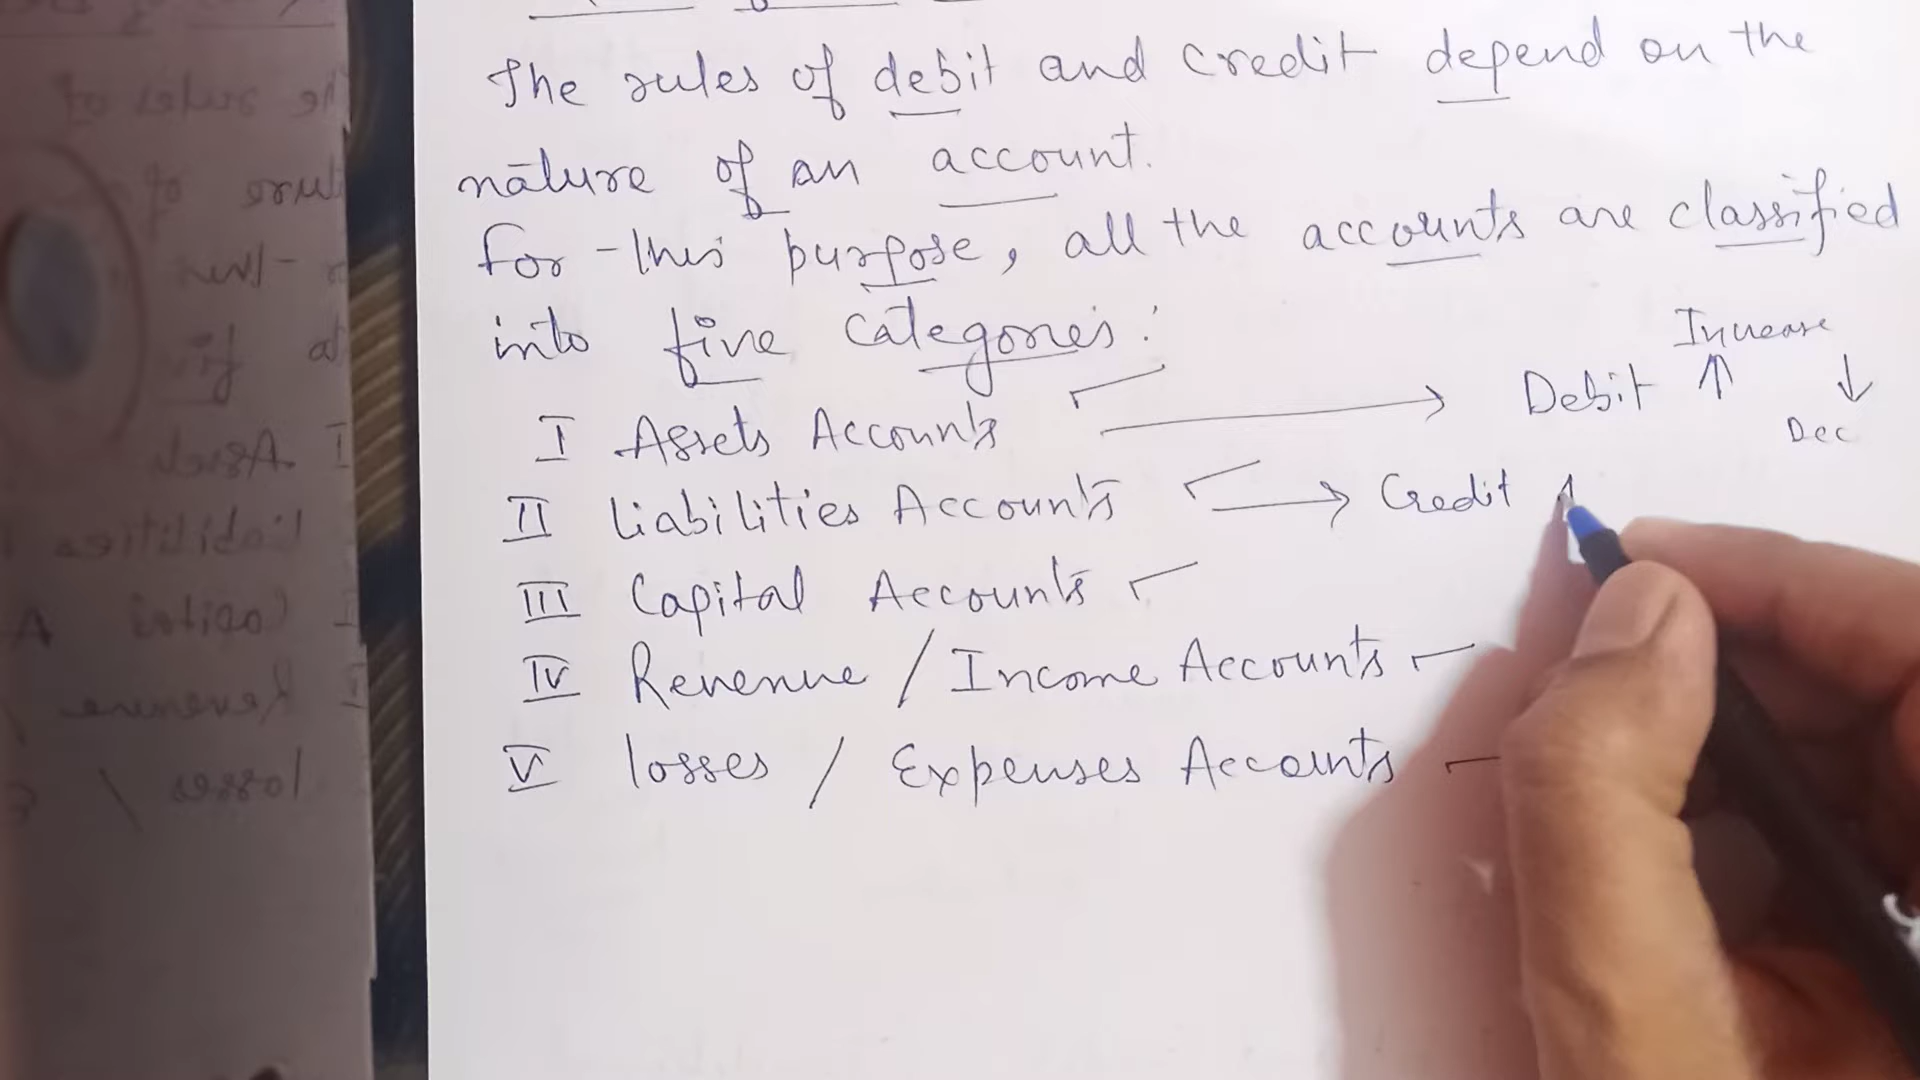 The rules of debit and credit depend on the
nature of an account.
For this purpose, all the accounts are classified
into five categories:
Increase
I Assets Accounts → Debit ↑ ↓
Dec
II Liabilities Accounts → Credit
III Capital Accounts
IV Revenue / Income Accounts
V losses / Expenses Accounts